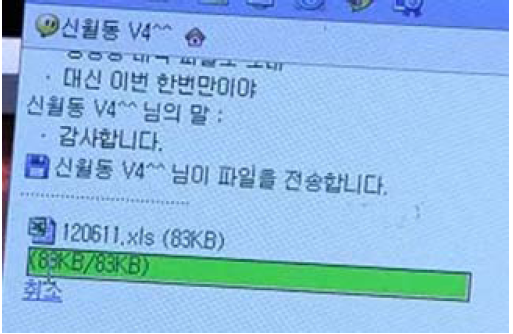 신월동 V4^^
· 대신 이번 한번만이야
신월동 V4^^ 님의 말 :
· 감사합니다.
신월동 V4^^ 님이 파일을 전송합니다.
120611.xls (83KB)
(83KB/83KB)
취소